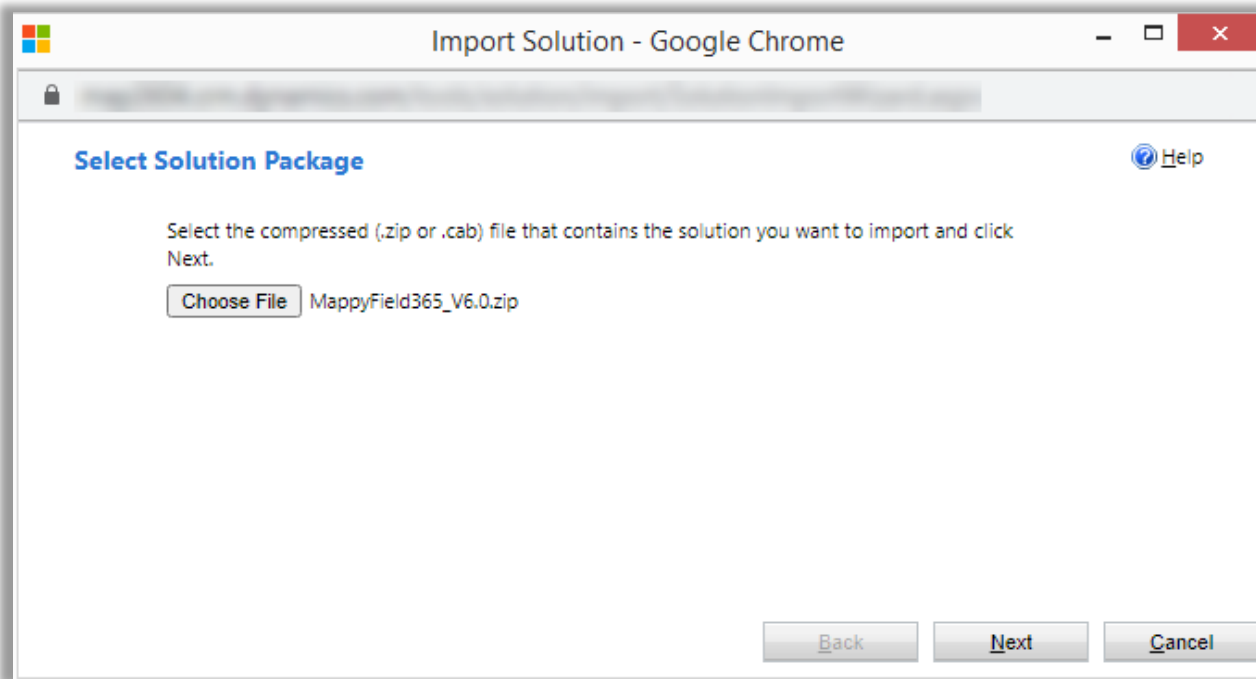 Import Solution - Google Chrome
Select Solution Package
Help
Select the compressed (.zip or .cab) file that contains the solution you want to import and click
Next.
Choose File MappyField365_V6.0.zip
Back Next Cancel